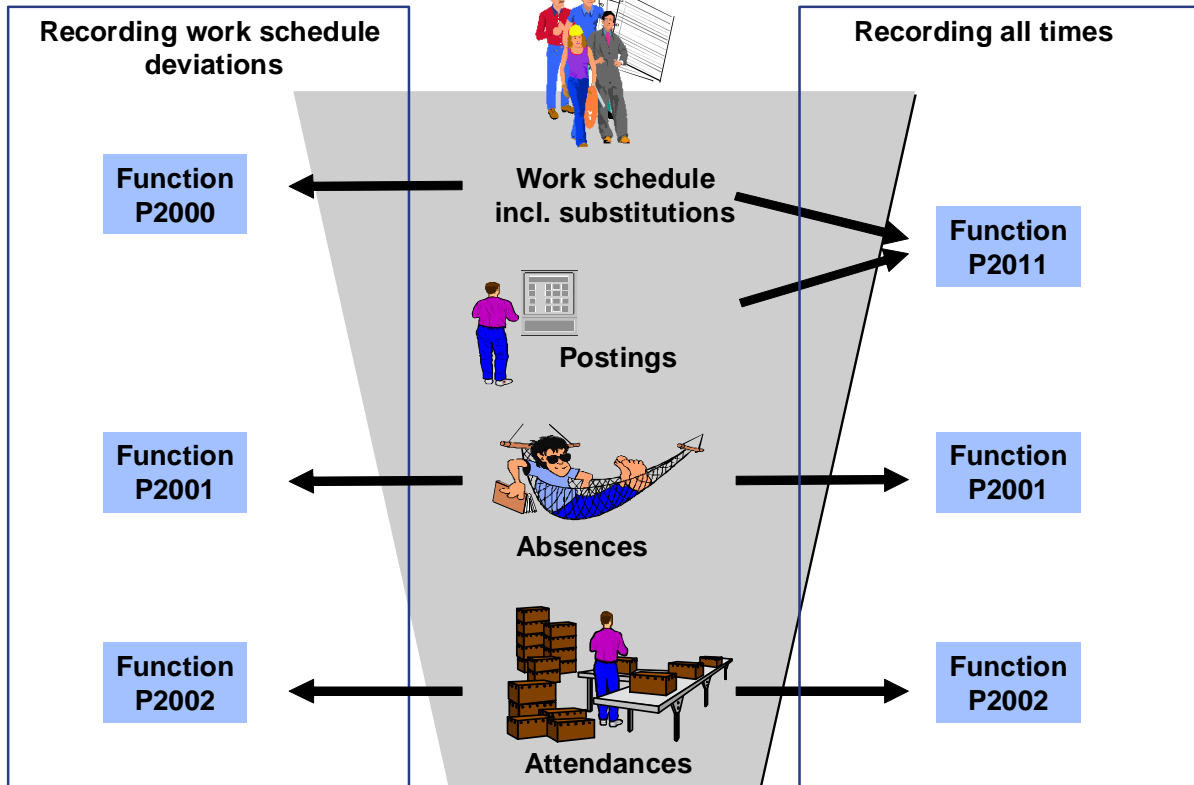 Recording work schedule
deviations
Function
P2000
Function
P2001
Function
P2002
Work schedule
incl. substitutions
Postings
Absences
Attendances
Recording all times
Function
P2011
Function
P2001
Function
P2002